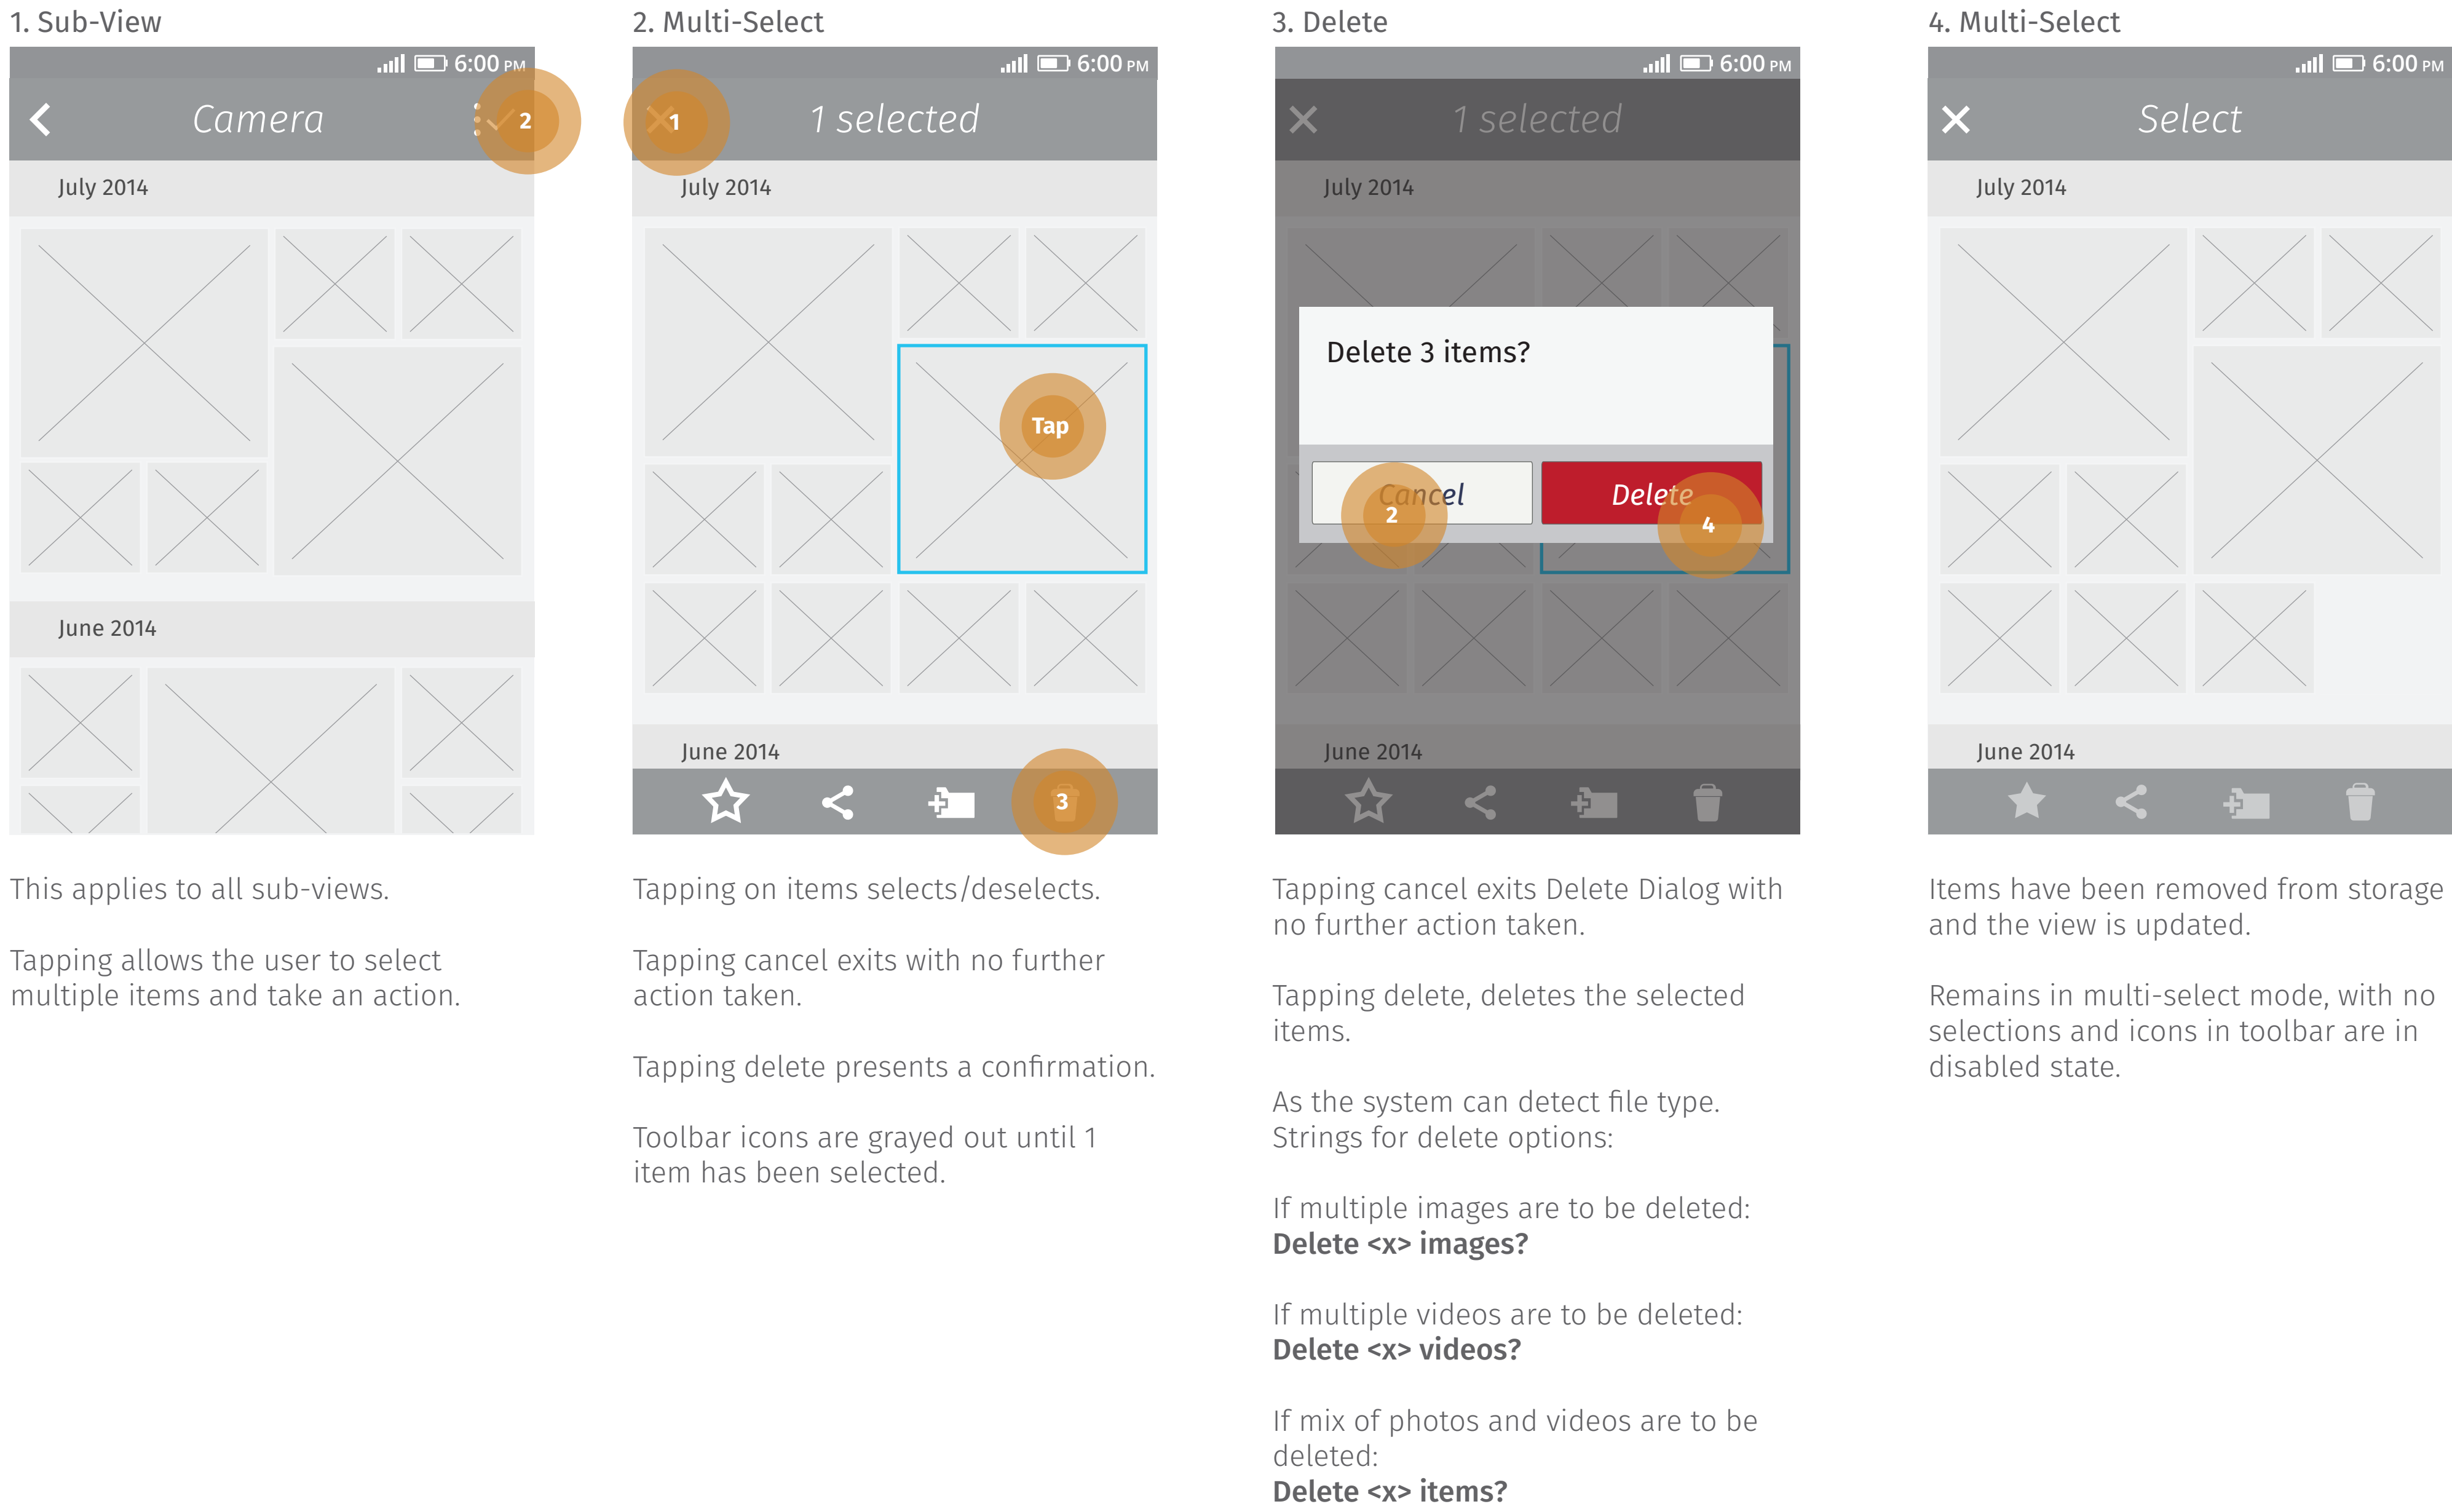 1. Sub-View
6:00 PM
Camera
2
July 2014
June 2014
This applies to all sub-views.
Tapping allows the user to select
multiple items and take an action.
2. Multi-Select
6:00 PM
1
1 selected
July 2014
Tap
June 2014
3
Tapping on items selects/deselects.
Tapping cancel exits with no further
action taken.
Tapping delete presents a confirmation.
Toolbar icons are grayed out until 1
item has been selected.
3. Delete
6:00 PM
1 selected
July 2014
Delete 3 items?
Cancel
Delete
2
4
June 2014
Tapping cancel exits Delete Dialog with
no further action taken.
Tapping delete, deletes the selected
items.
As the system can detect file type.
Strings for delete options:
If multiple images are to be deleted:
Delete <x> images?
If multiple videos are to be deleted:
Delete <x> videos?
If mix of photos and videos are to be
deleted:
Delete <x> items?
4. Multi-Select
6:00 PM
Select
July 2014
June 2014
Items have been removed from storage
and the view is updated.
Remains in multi-select mode, with no
selections and icons in toolbar are in
disabled state.